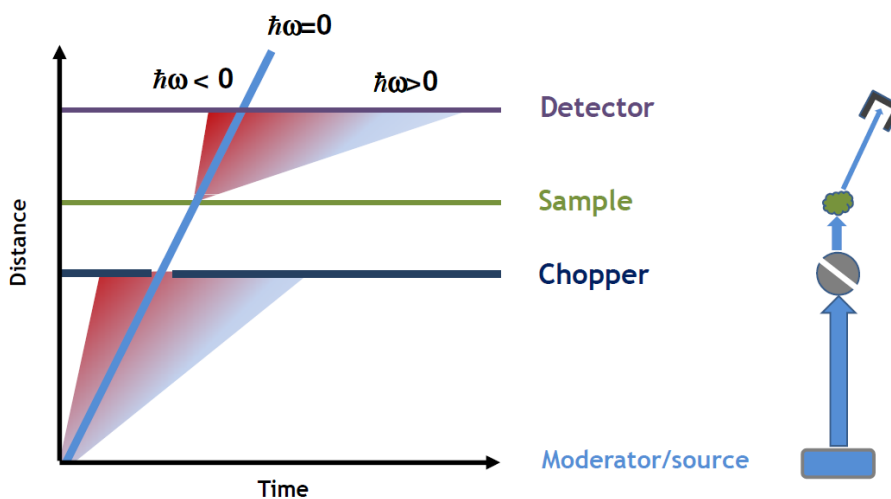 ħω=0
ħω < 0
ħω>0
Detector
Sample
Chopper
Distance
Moderator/source
Time